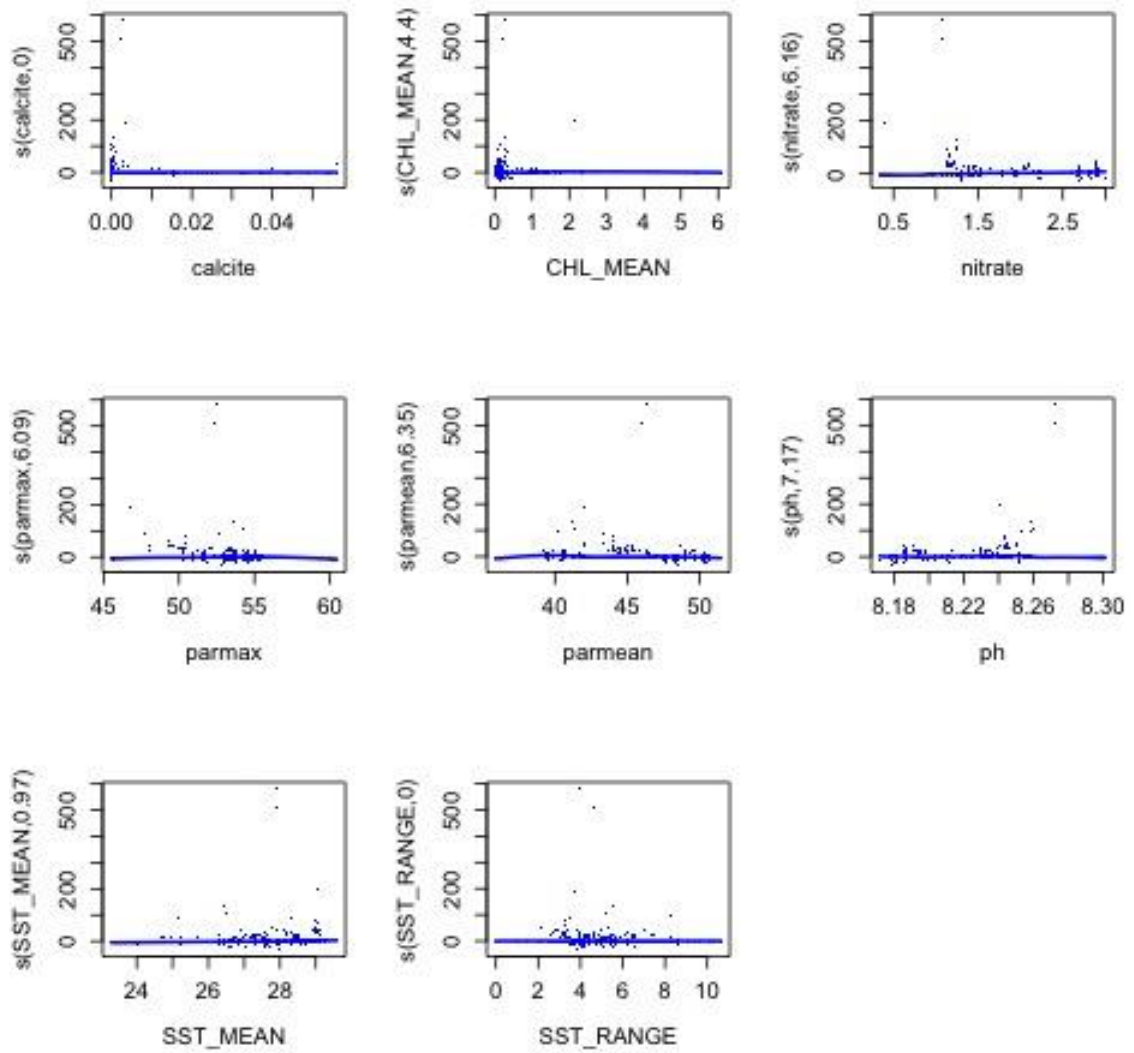 s(calcite,0)
0
200
500
0.00 0.02 0.04
calcite
s(CHL_MEAN,4.4)
0
200
500
0 1 2 3 4 5 6
CHL_MEAN
s(nitrate,6.16)
0
200
500
0.5 1.5 2.5
nitrate
s(parmax,6.09)
0
200
500
45 50 55 60
parmax
s(parmean,6.35)
0
200
500
40 45 50
parmean
s(ph,7.17)
0
200
500
8.18 8.22 8.26 8.30
ph
s(SST_MEAN,0.97)
0
200
500
24 26 28
SST_MEAN
s(SST_RANGE,0)
0
200
500
0 2 4 6 8 10
SST_RANGE